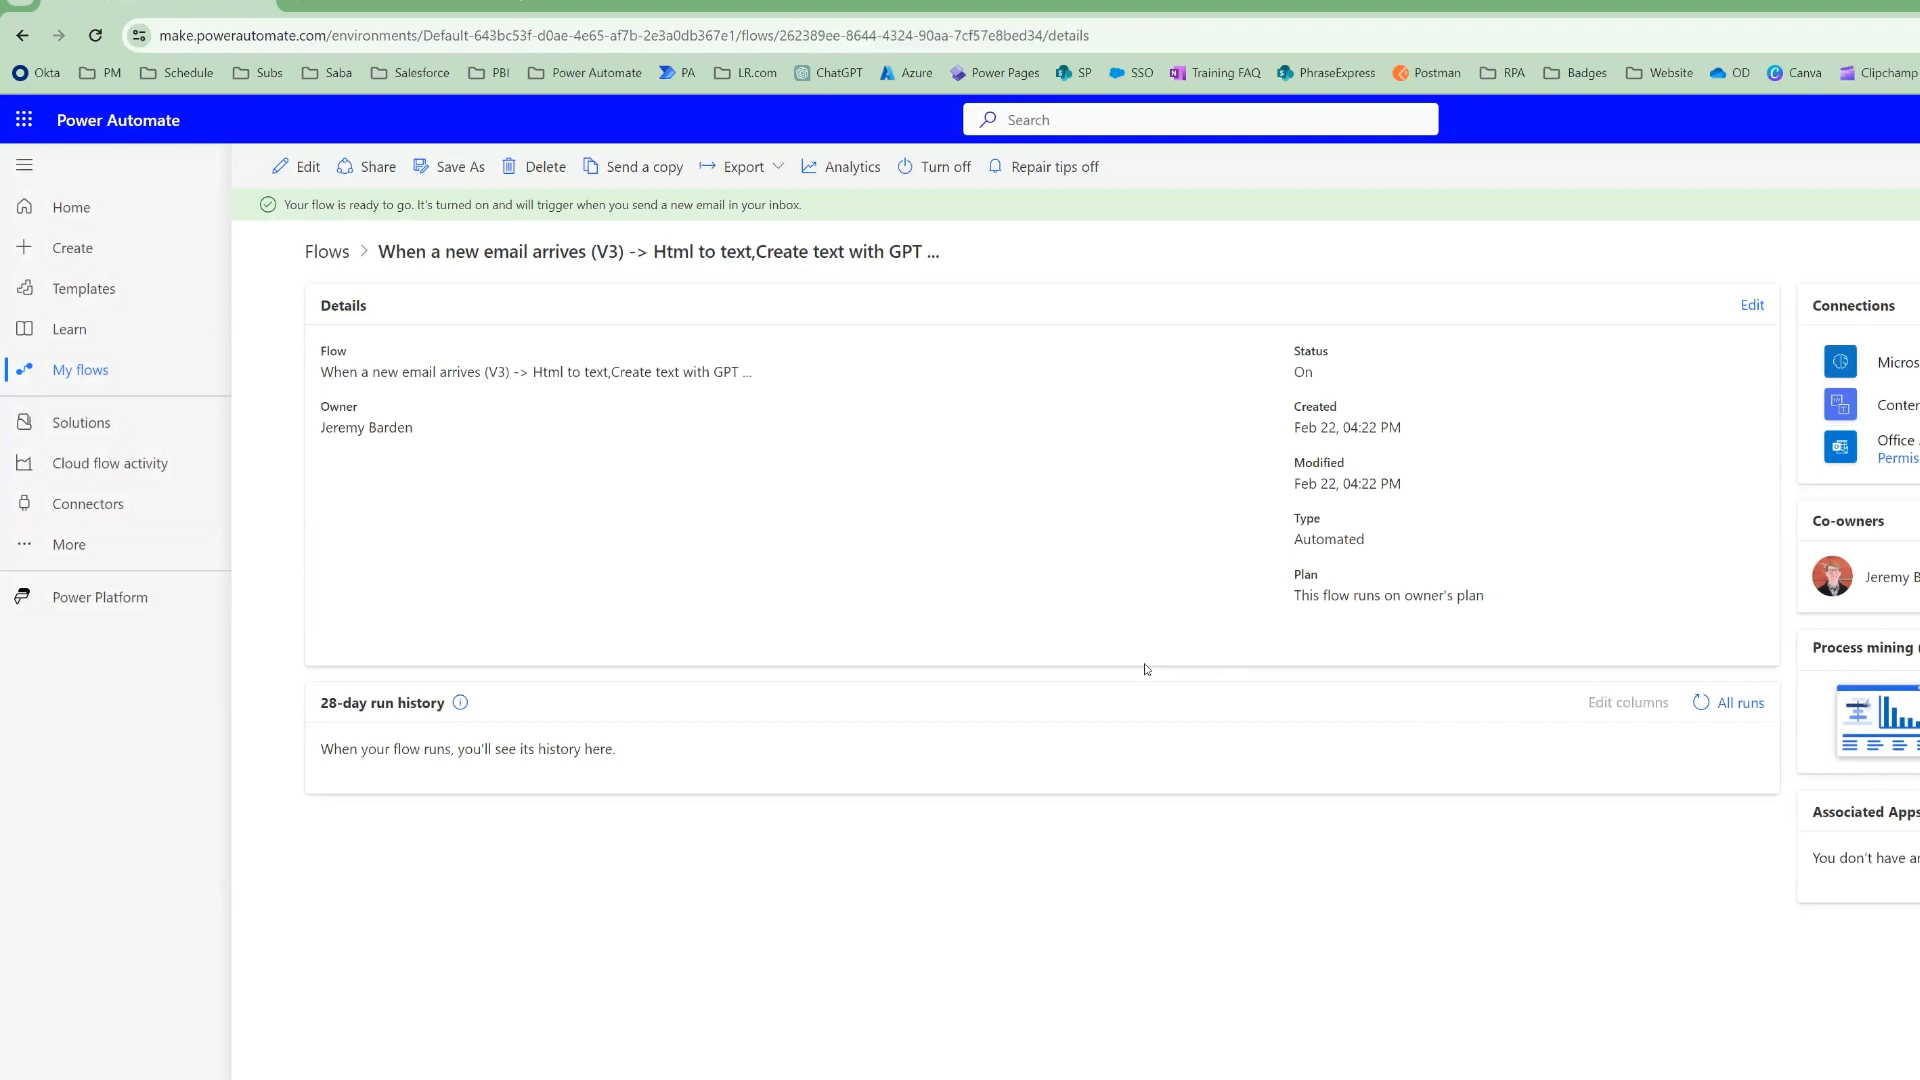 make.powerautomate.com/environments/Default-643bc53f-d0ae-4e65-af7b-2e3a0db367e1/flows/262389ee-8644-4324-90aa-7cf57e8bed34/details
Okta PM Schedule Subs Saba Salesforce PBI Power Automate PA LR.com ChatGPT Azure Power Pages SP SSO Training FAQ PhraseExpress Postman RPA Badges Website OD Canva Clipchamp
Power Automate
Search
Edit Share Save As Delete Send a copy Export Analytics Turn off Repair tips off
Your flow is ready to go. It's turned on and will trigger when you send a new email in your inbox.
Home
Create
Templates
Learn
My flows
Solutions
Cloud flow activity
Connectors
More
Power Platform
Flows > When a new email arrives (V3) -> Html to text,Create text with GPT ...
Details
Edit
Flow
When a new email arrives (V3) -> Html to text,Create text with GPT ...
Owner
Jeremy Barden
Status
On
Created
Feb 22, 04:22 PM
Modified
Feb 22, 04:22 PM
Type
Automated
Plan
This flow runs on owner's plan
28-day run history
Edit columns
All runs
When your flow runs, you'll see its history here.
Connections
Micros
Conter
Office
Permis
Co-owners
Jeremy B
Process mining
Associated Apps
You don't have